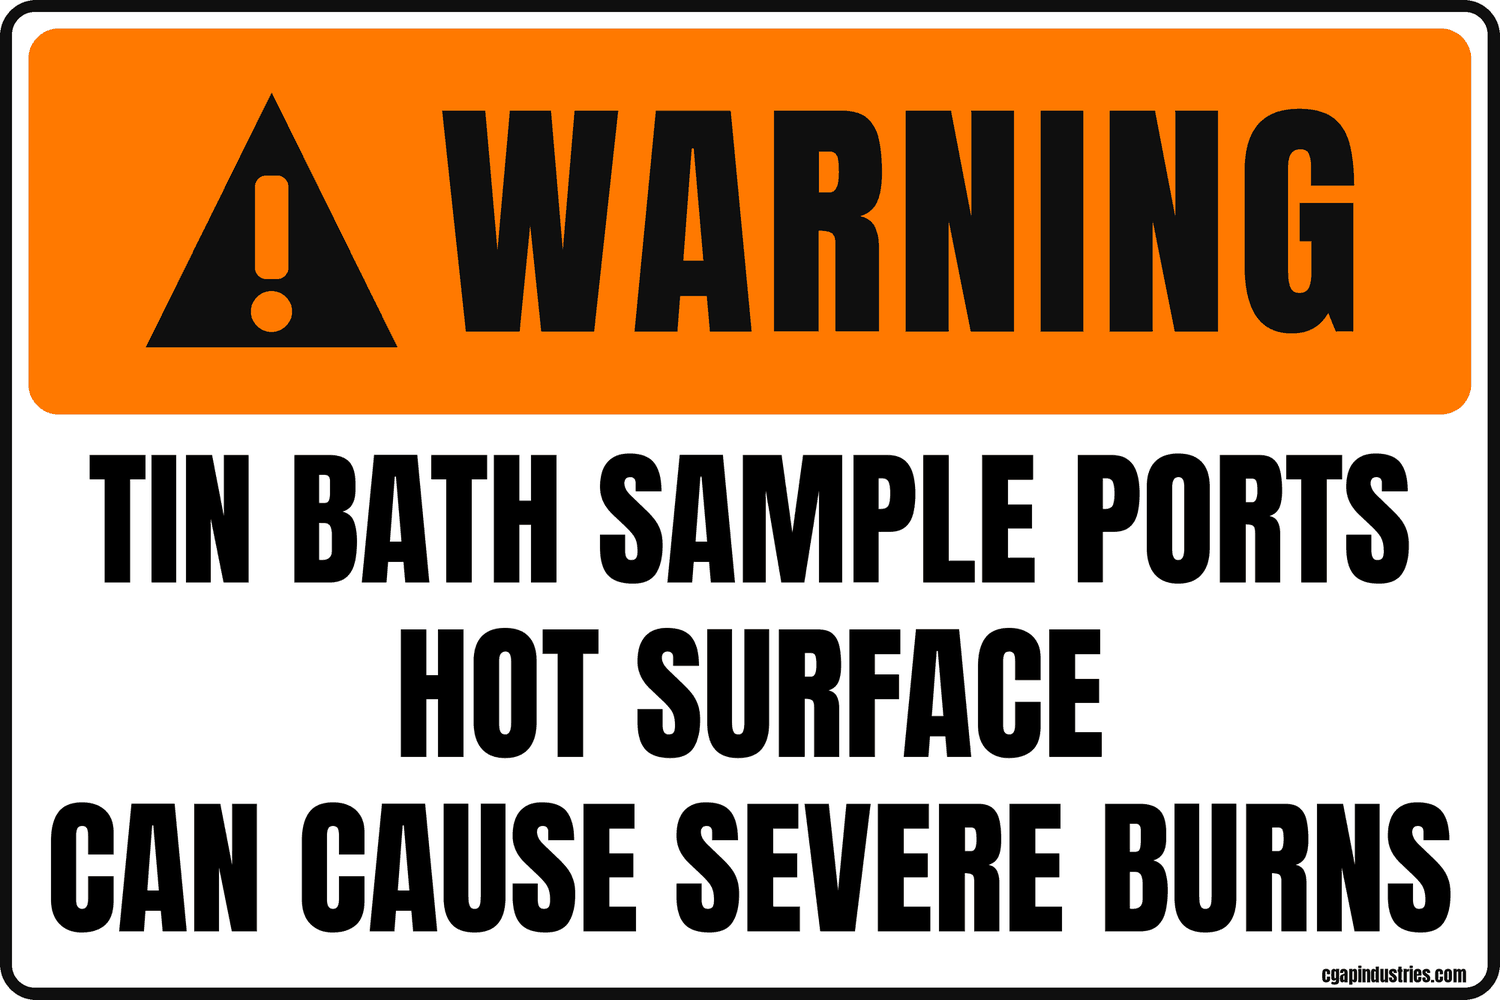 WARNING
TIN BATH SAMPLE PORTS
HOT SURFACE
CAN CAUSE SEVERE BURNS
cgapindustries.com